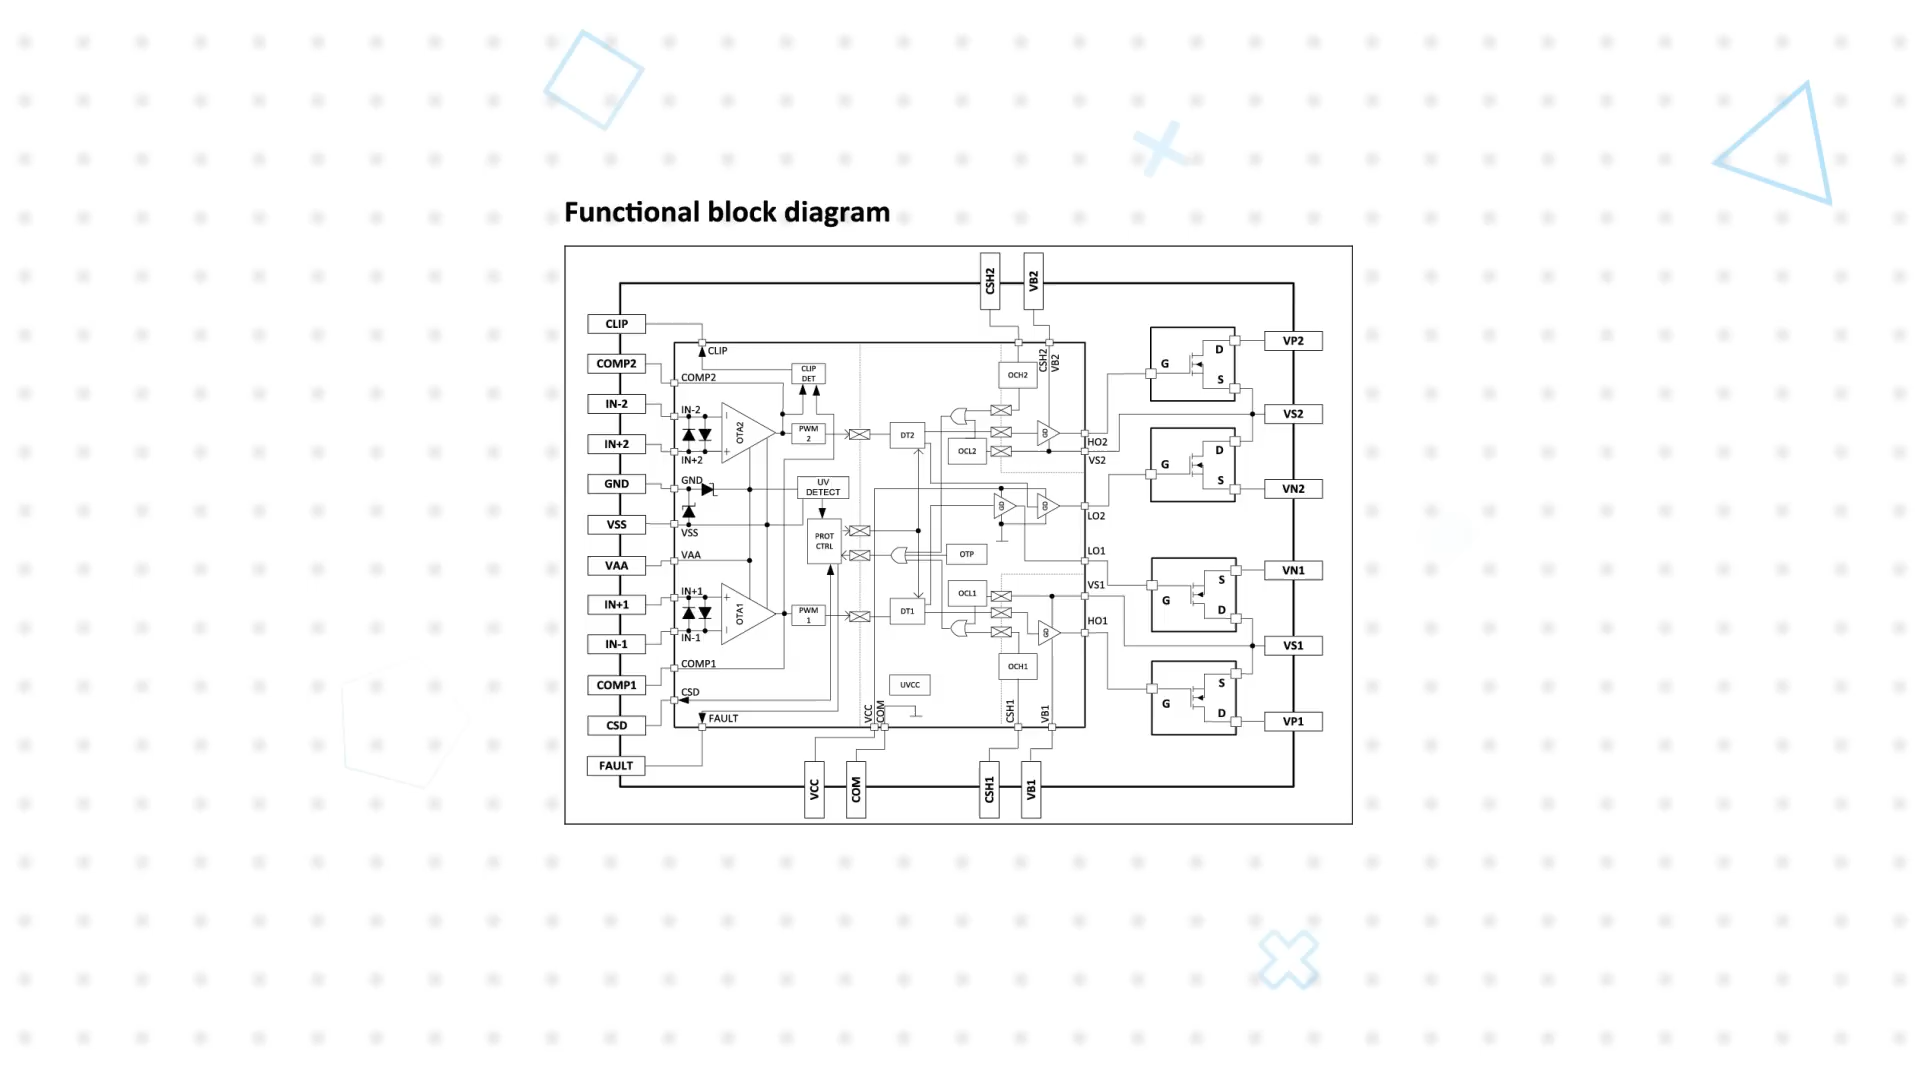 Functional block diagram
CSH2
VB2
CLIP
COMP2
IN-2
IN+2
GND
VSS
VAA
IN+1
IN-1
COMP1
CSD
FAULT
CLIP
COMP2
IN-2
IN+2
GND
VSS
VAA
IN+1
IN-1
COMP1
CSD
FAULT
OTA2
OTA1
CLIP
DET
PWM
2
UV
DETECT
PROT
CTRL
PWM
1
DT2
DT1
OCH2
OCL2
OTP
OCL1
OCH1
UVCC
GD
GD
GD
GD
CSH2
VB2
VCC
COM
CSH1
VB1
HO2
VS2
LO2
LO1
VS1
HO1
G
D
S
G
D
S
G
S
D
G
S
D
VP2
VS2
VN2
VN1
VS1
VP1
VCC
COM
CSH1
VB1